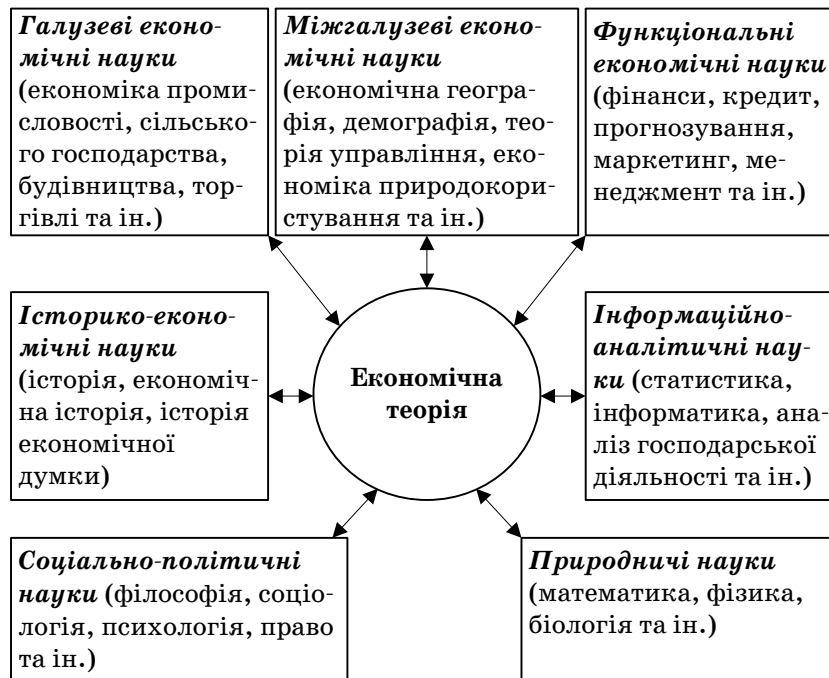 Галузеві еконо-
мічні науки
(економіка проми-
словості, сільсько-
го господарства,
будівництва, тор-
гівлі та ін.)
Міжгалузеві еконо-
мічні науки
(економічна геогра-
фія, демографія, тео-
рія управління, еко-
номіка природокори-
стування та ін.)
Функціональні
економічні науки
(фінанси, кредит,
прогнозування,
маркетинг, ме-
неджмент та ін.)
Історико-еконо-
мічні науки
(історія, економіч-
на історія, історія
економічної
думки)
Економічна
теорія
Інформаційно-
аналітичні нау-
ки (статистика,
інформатика, ана-
ліз господарської
діяльності та ін.)
Соціально-політичні
науки (філософія, соціо-
логія, психологія, право
та ін.)
Природничі науки
(математика, фізика,
біологія та ін.)